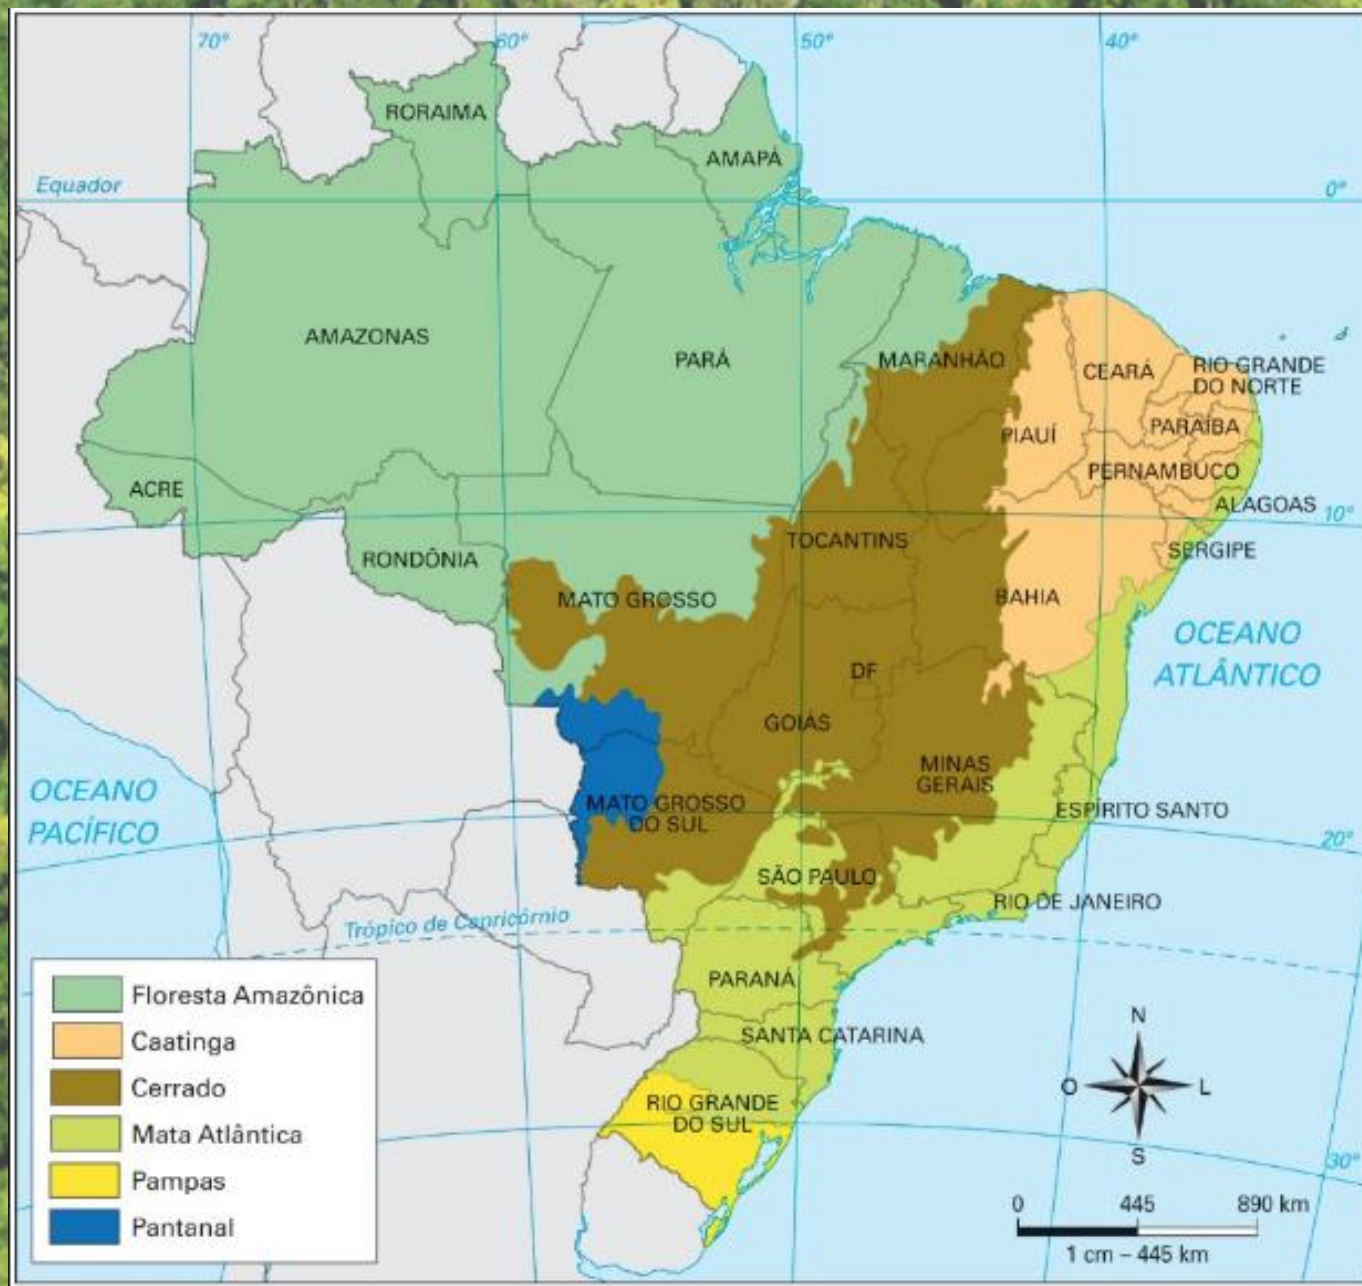 70°
60°
50°
40°
RORAIMA
AMAPÁ
Equador
0°
AMAZONAS
PARÁ
MARANHÃO
CEARÁ
RIO GRANDE
DO NORTE
PIAUÍ
PARAÍBA
PERNAMBUCO
ACRE
ALAGOAS
10°
TOCANTINS
RONDÔNIA
SERGIPE
MATO GROSSO
BAHIA
OCEANO
ATLÂNTICO
DF
GOIÁS
MINAS
GERAIS
OCEANO
PACÍFICO
MATO GROSSO
DO SUL
ESPÍRITO SANTO
20°
SÃO PAULO
RIO DE JANEIRO
Trópico de Capricórnio
PARANÁ
SANTA CATARINA
RIO GRANDE
DO SUL
30°
Floresta Amazônica
Caatinga
Cerrado
Mata Atlântica
Pampas
Pantanal
N
O
L
S
0 445 890 km
1 cm – 445 km